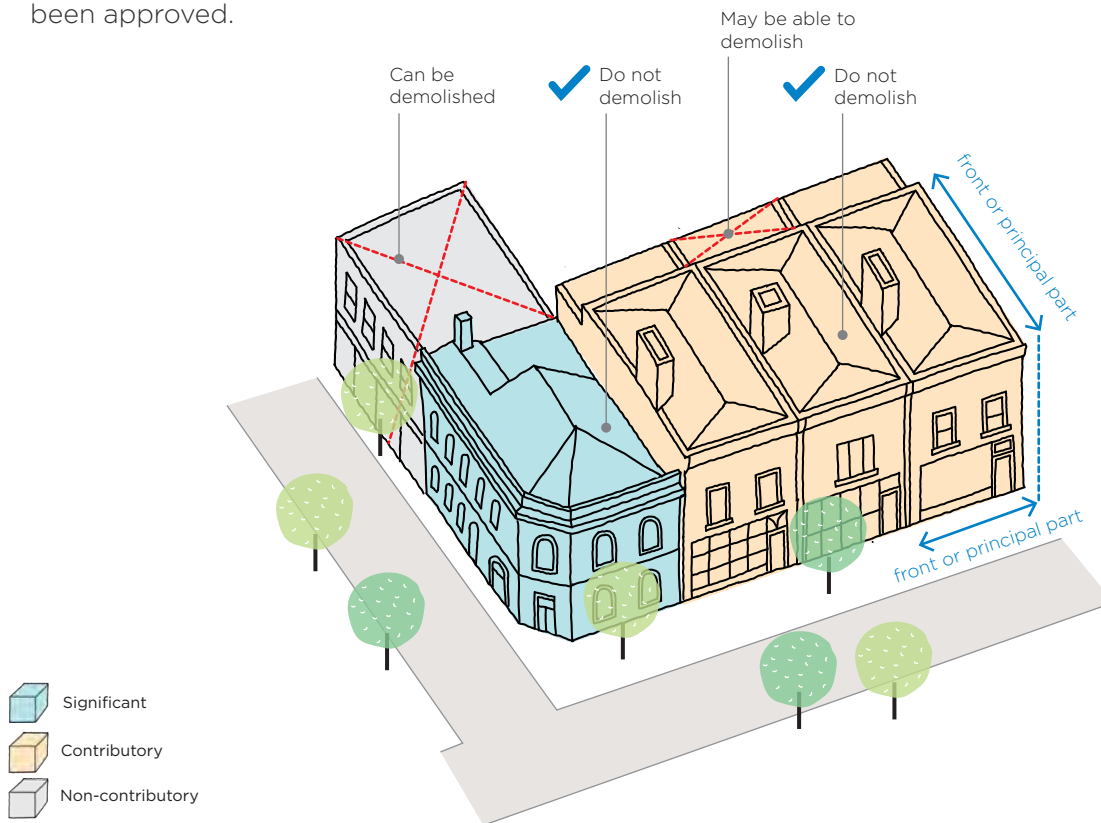 been approved.
May be able to
demolish
Can be
demolished
Do not
demolish
Do not
demolish
front or principal part
front or principal part
Significant
Contributory
Non-contributory